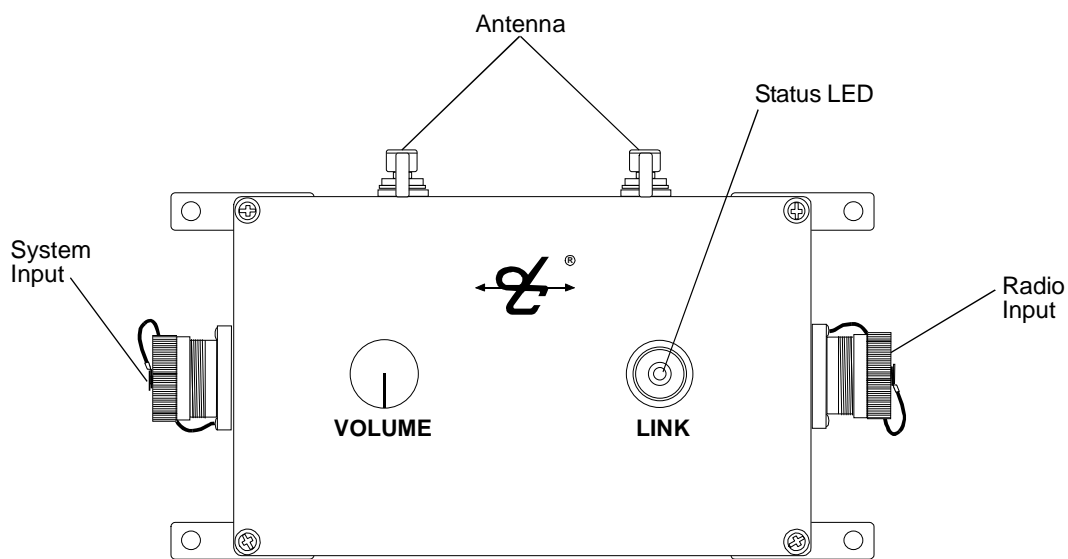 Antenna
Status LED
System
Input
®
Radio
Input
VOLUME
LINK